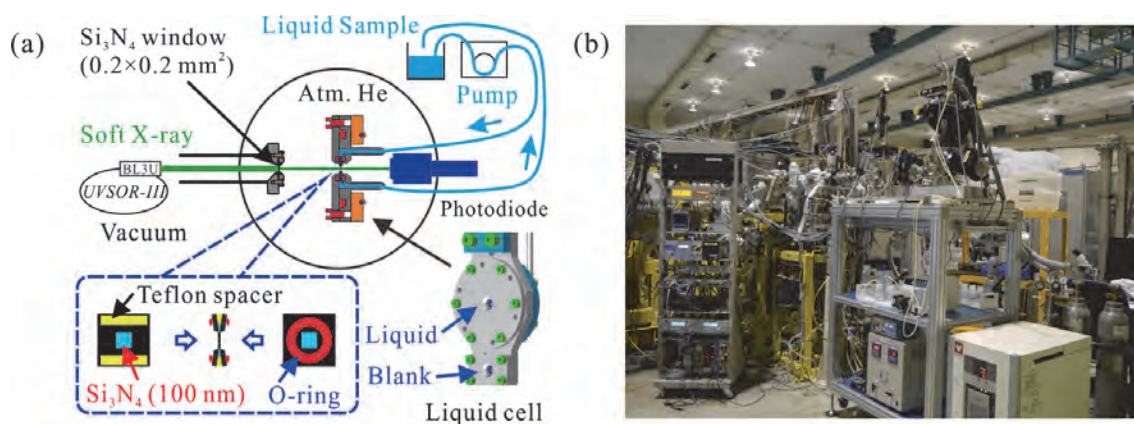 (a)
Si₃N₄ window
(0.2×0.2 mm²)
Liquid Sample
Pump
Atm. He
Soft X-ray
BL3U
UVSOR-III
Vacuum
Photodiode
Teflon spacer
Si₃N₄ (100 nm)
O-ring
Liquid
Blank
Liquid cell
(b)